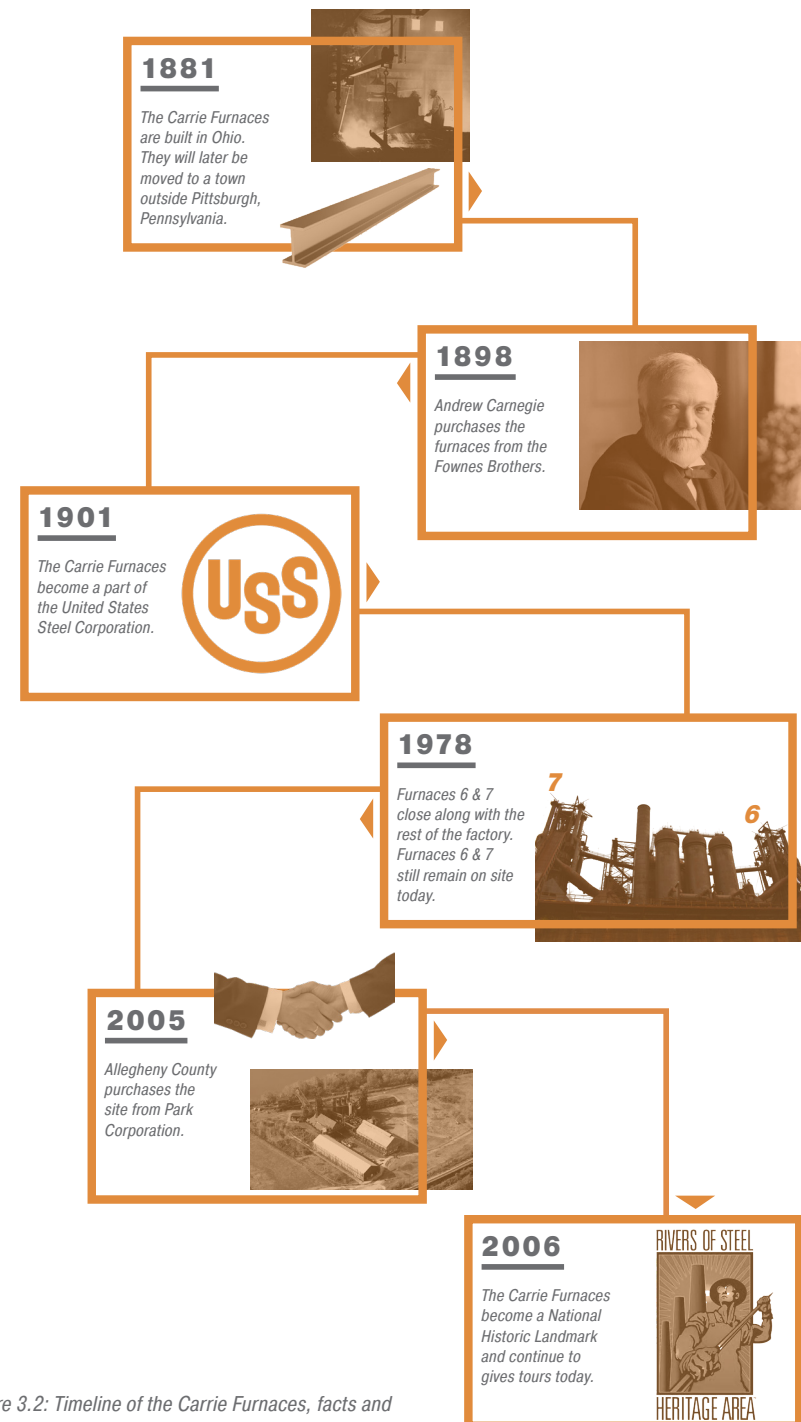 1881
The Carrie Furnaces
are built in Ohio.
They will later be
moved to a town
outside Pittsburgh,
Pennsylvania.
1898
Andrew Carnegie
purchases the
furnaces from the
Fownes Brothers.
1901
The Carrie Furnaces
become a part of
the United States
Steel Corporation.
USS
1978
Furnaces 6 & 7
close along with the
rest of the factory.
Furnaces 6 & 7
still remain on site
today.
7
6
2005
Allegheny County
purchases the
site from Park
Corporation.
2006
The Carrie Furnaces
become a National
Historic Landmark
and continue to
gives tours today.
RIVERS OF STEEL
HERITAGE AREA
re 3.2: Timeline of the Carrie Furnaces, facts and